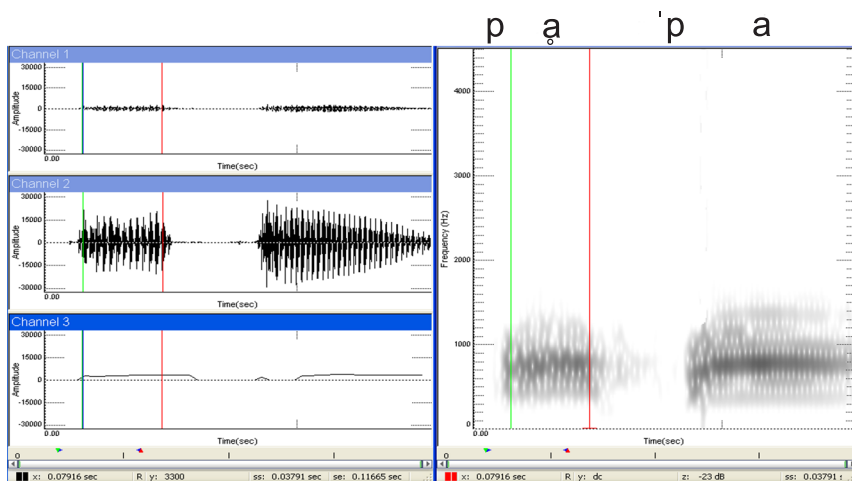 p å 'p a
Channel 1
30000
15000
0
-15000
-30000
Amplitude
0.00
Time(sec)
Channel 2
30000
15000
0
-15000
-30000
Amplitude
0.00
Time(sec)
Channel 3
30000
15000
0
-15000
-30000
Amplitude
0.00
Time(sec)
0
x: 0.07916 sec R y: 3300 ss: 0.03791 sec se: 0.11665 sec
4000
3000
2000
1000
0
Frequency (Hz)
0.00
Time(sec)
0
x: 0.07916 sec R y: dc z: -23 dB ss: 0.03791